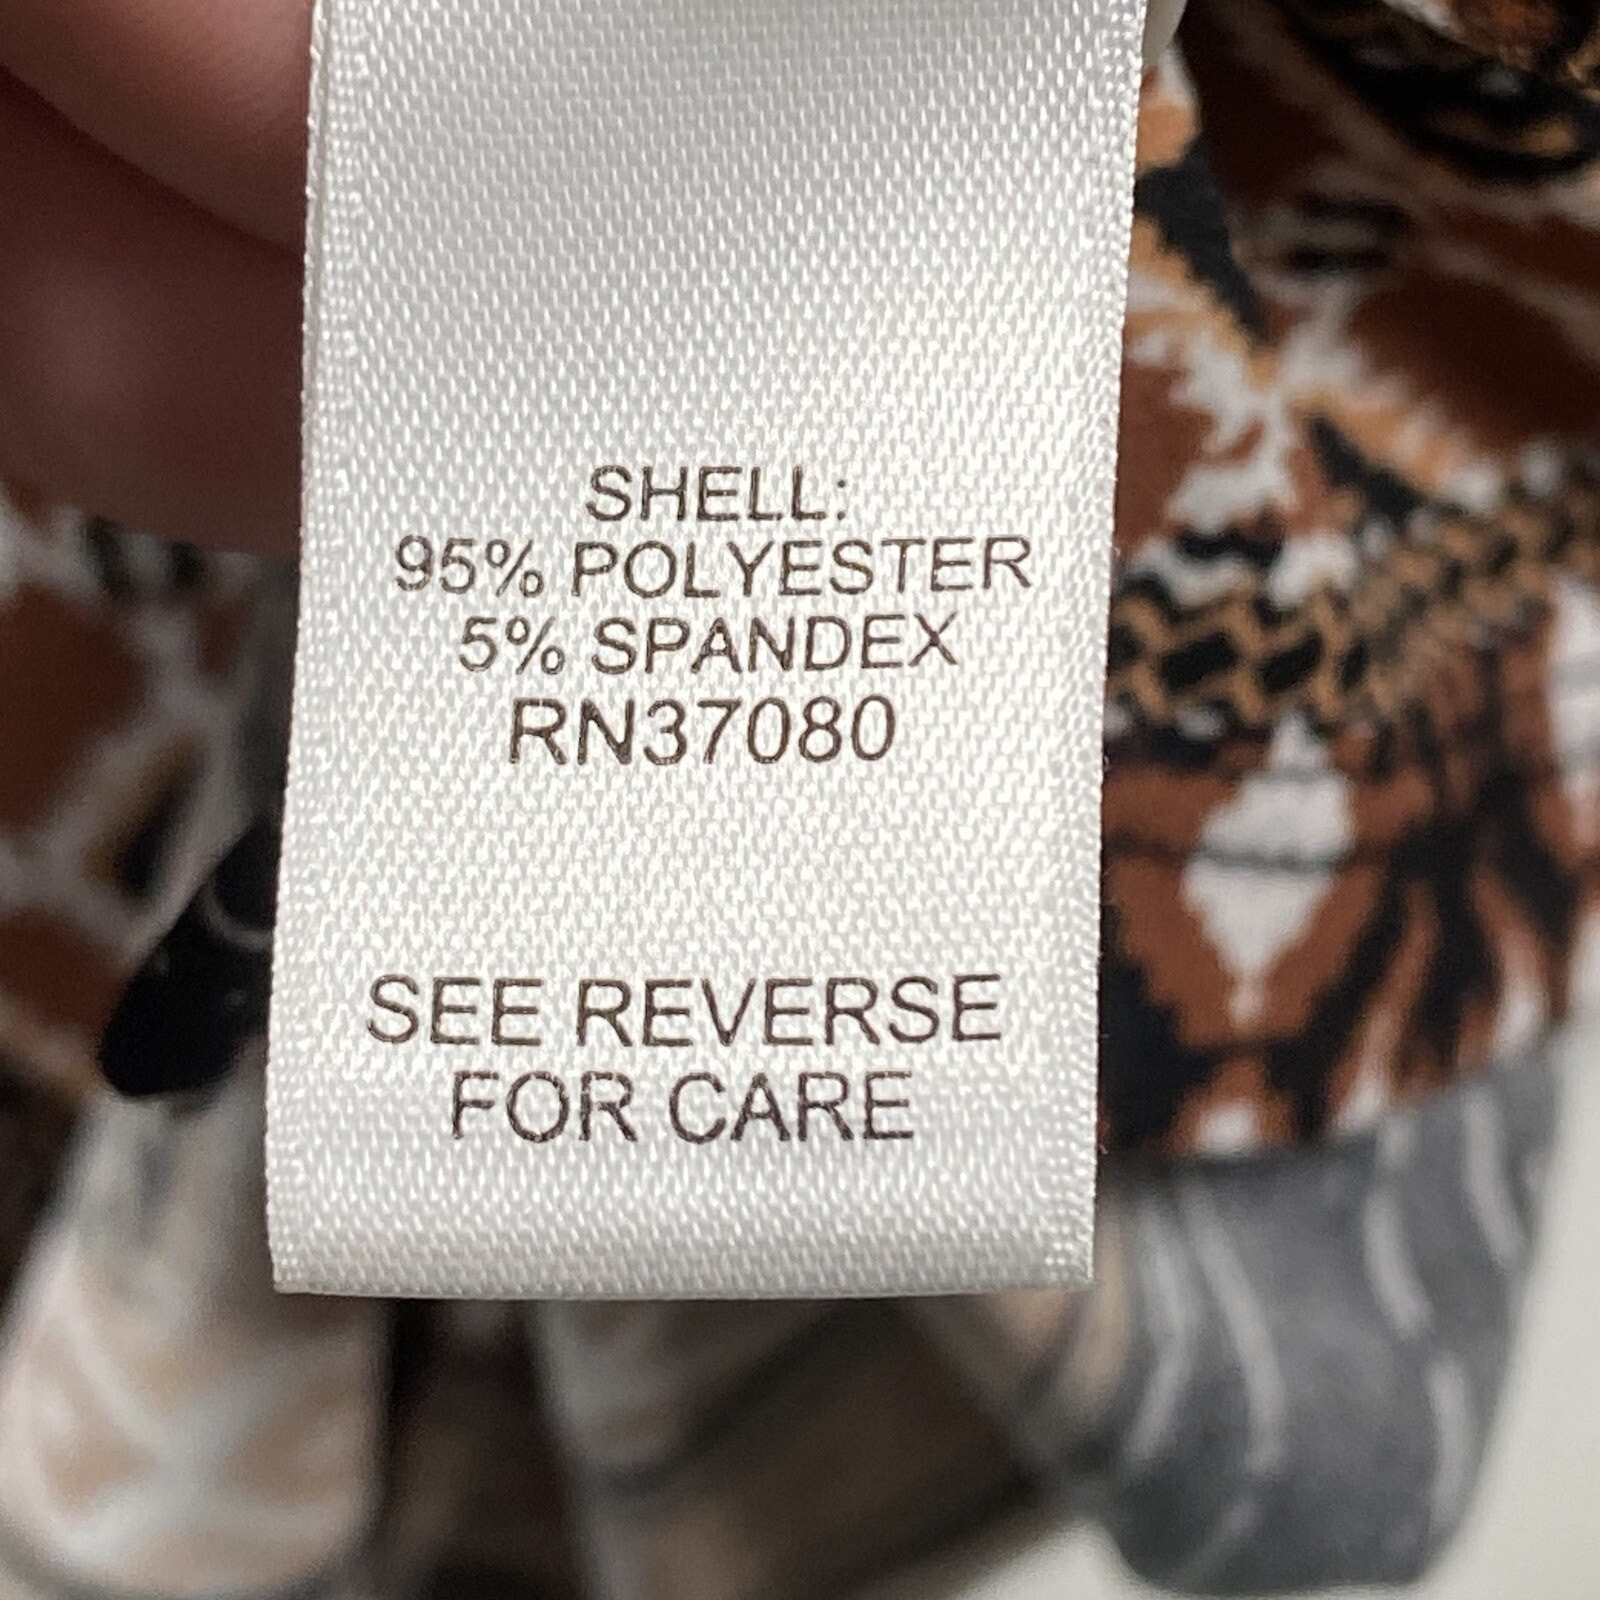 SHELL:
95% POLYESTER
5% SPANDEX
RN37080
SEE REVERSE
FOR CARE